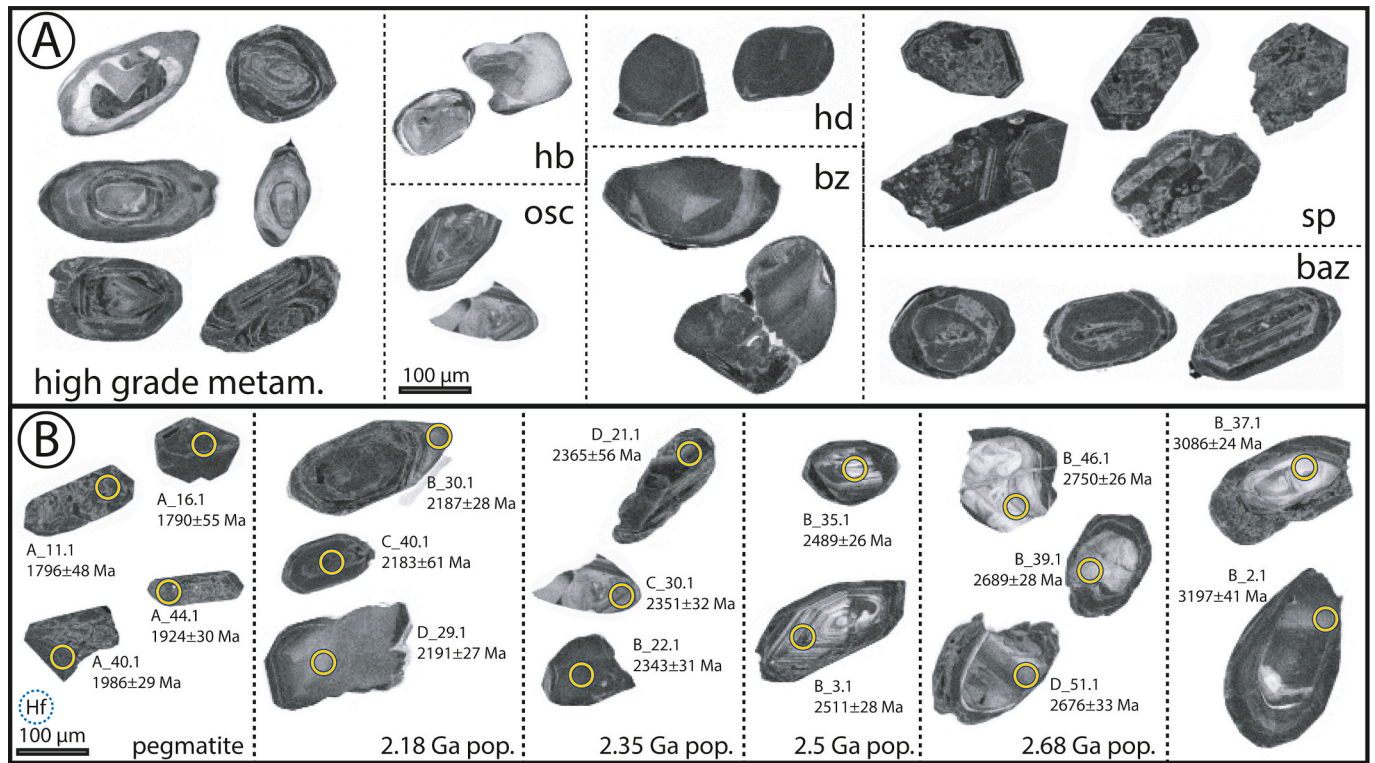 A
high grade metam.
hb
osc
100 µm
hd
bz
sp
baz
B
A_16.1
1790±55 Ma
A_11.1
1796±48 Ma
A_44.1
1924±30 Ma
A_40.1
1986±29 Ma
Hf
100 µm
pegmatite
B_30.1
2187±28 Ma
C_40.1
2183±61 Ma
D_29.1
2191±27 Ma
2.18 Ga pop.
D_21.1
2365±56 Ma
C_30.1
2351±32 Ma
B_22.1
2343±31 Ma
2.35 Ga pop.
B_35.1
2489±26 Ma
B_3.1
2511±28 Ma
2.5 Ga pop.
B_46.1
2750±26 Ma
B_39.1
2689±28 Ma
D_51.1
2676±33 Ma
2.68 Ga pop.
B_37.1
3086±24 Ma
B_2.1
3197±41 Ma